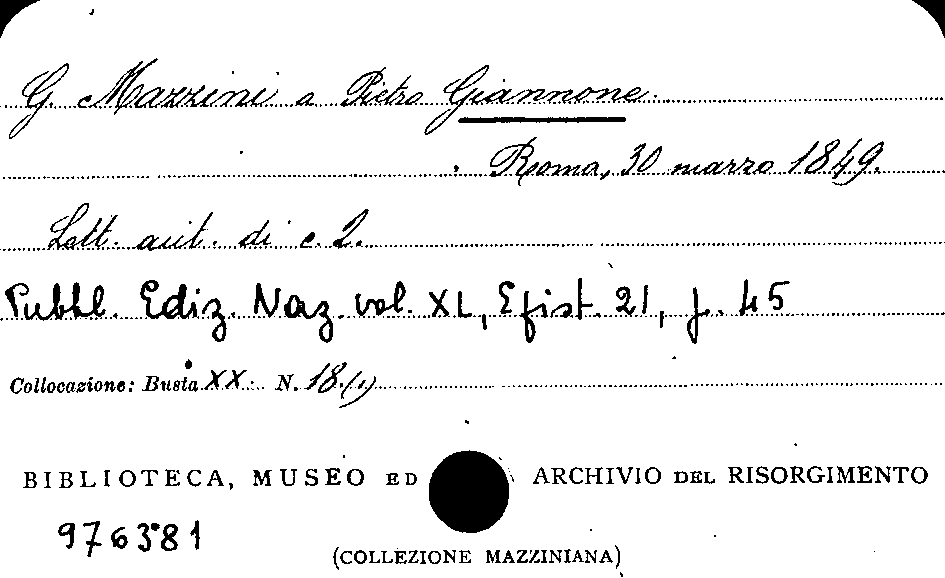 G. Mazzini a Pietro Giannone.
Roma, 30 marzo 1849.
Lett. aut. di c. 2.
Pubbl. Ediz. Naz. vol. XL, Epist. 21, p. 45
Collocazione: Busta XX. N. 18.(1)
BIBLIOTECA, MUSEO ED ARCHIVIO DEL RISORGIMENTO
976381
(COLLEZIONE MAZZINIANA)